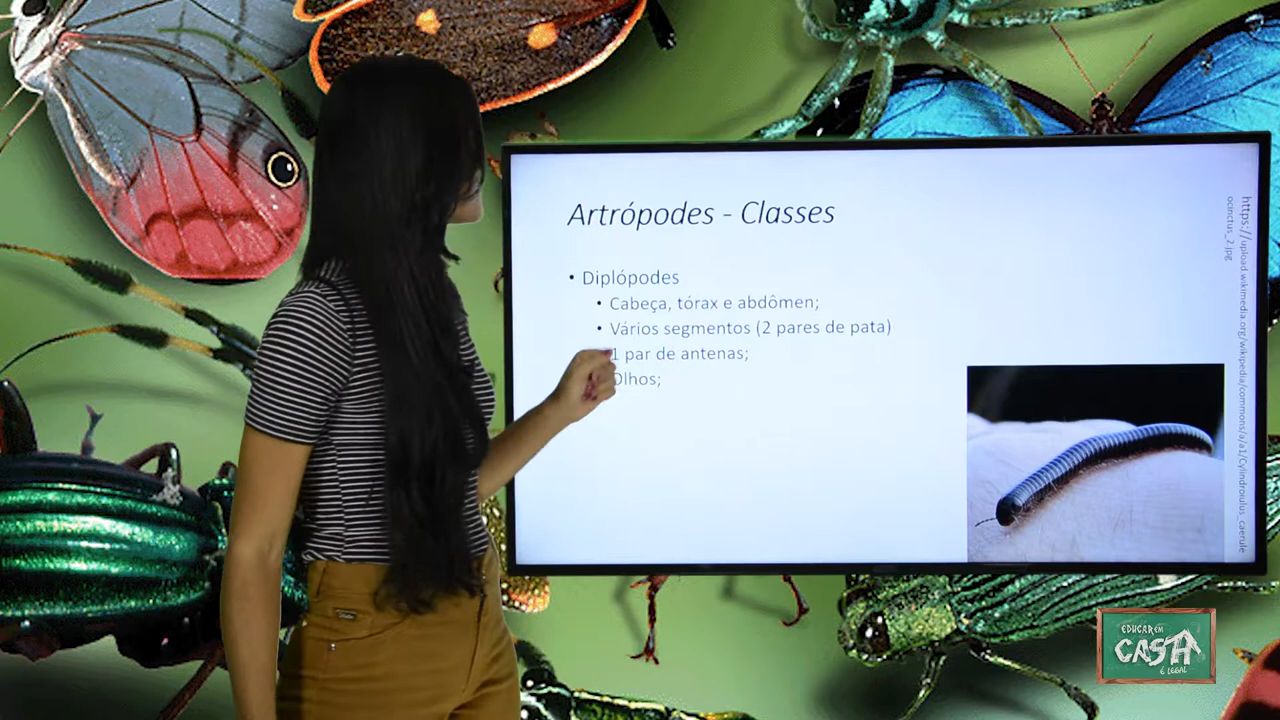 Artrópodes - Classes
• Diplópodes
• Cabeça, tórax e abdômen;
• Vários segmentos (2 pares de pata)
1 par de antenas;
Olhos;
https://upload.wikimedia.org/wikipedia/commons/a/a1/Cylindroiulus_caerule
ocinctus_2.jpg
EDUCAR EM
CASA
É LEGAL